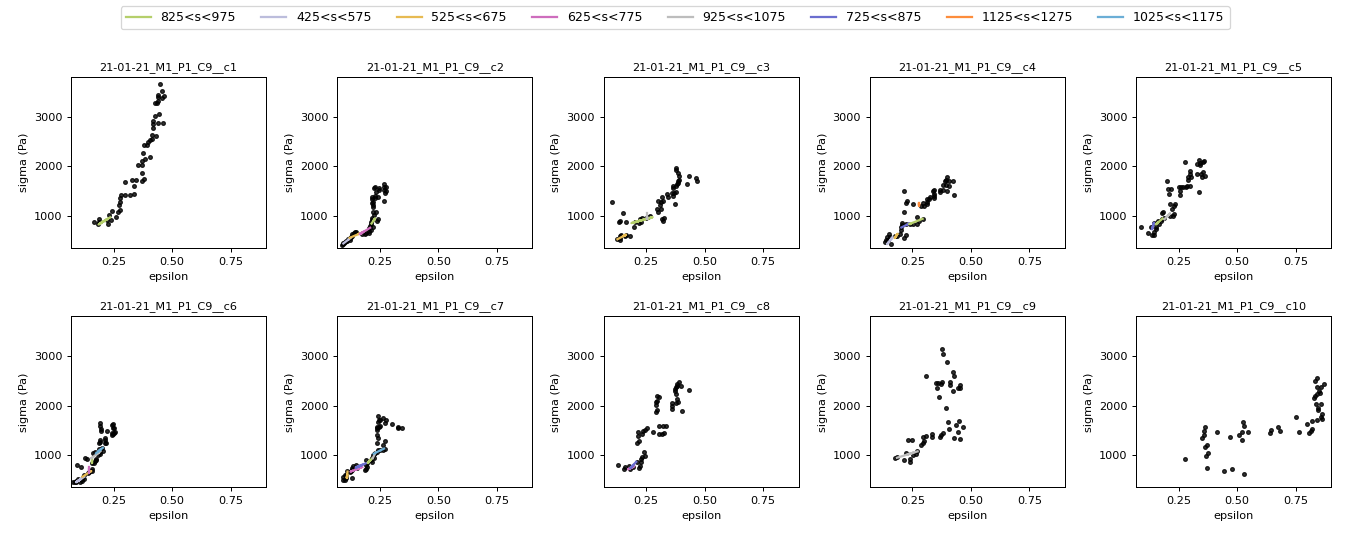 825<s<975 425<s<575 525<s<675 625<s<775 925<s<1075 725<s<875 1125<s<1275 1025<s<1175
21-01-21_M1_P1_C9__c1 21-01-21_M1_P1_C9__c2 21-01-21_M1_P1_C9__c3 21-01-21_M1_P1_C9__c4 21-01-21_M1_P1_C9__c5
3000 3000 3000 3000 3000
2000 2000 2000 2000 2000
1000 1000 1000 1000 1000
sigma (Pa) sigma (Pa) sigma (Pa) sigma (Pa) sigma (Pa)
0.25 0.50 0.75 0.25 0.50 0.75 0.25 0.50 0.75 0.25 0.50 0.75 0.25 0.50 0.75
epsilon epsilon epsilon epsilon epsilon
21-01-21_M1_P1_C9__c6 21-01-21_M1_P1_C9__c7 21-01-21_M1_P1_C9__c8 21-01-21_M1_P1_C9__c9 21-01-21_M1_P1_C9__c10
3000 3000 3000 3000 3000
2000 2000 2000 2000 2000
1000 1000 1000 1000 1000
sigma (Pa) sigma (Pa) sigma (Pa) sigma (Pa) sigma (Pa)
0.25 0.50 0.75 0.25 0.50 0.75 0.25 0.50 0.75 0.25 0.50 0.75 0.25 0.50 0.75
epsilon epsilon epsilon epsilon epsilon